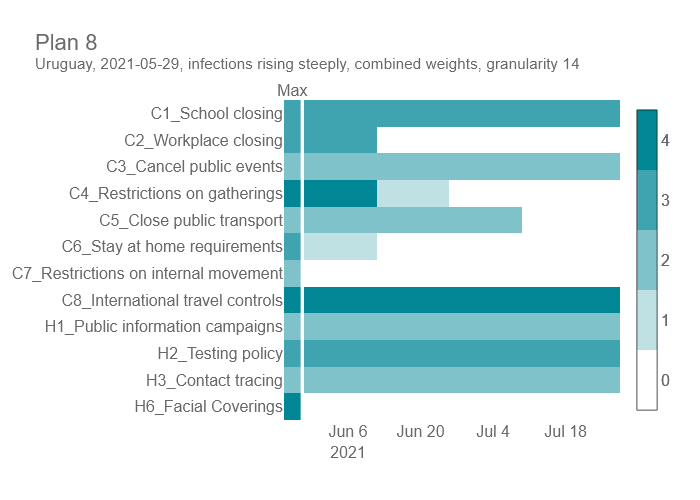 Plan 8
Uruguay, 2021-05-29, infections rising steeply, combined weights, granularity 14
Max
C1_School closing
C2_Workplace closing
C3_Cancel public events
C4_Restrictions on gatherings
C5_Close public transport
C6_Stay at home requirements
C7_Restrictions on internal movement
C8_International travel controls
H1_Public information campaigns
H2_Testing policy
H3_Contact tracing
H6_Facial Coverings
Jun 6 Jun 20 Jul 4 Jul 18
2021
4
3
2
1
0